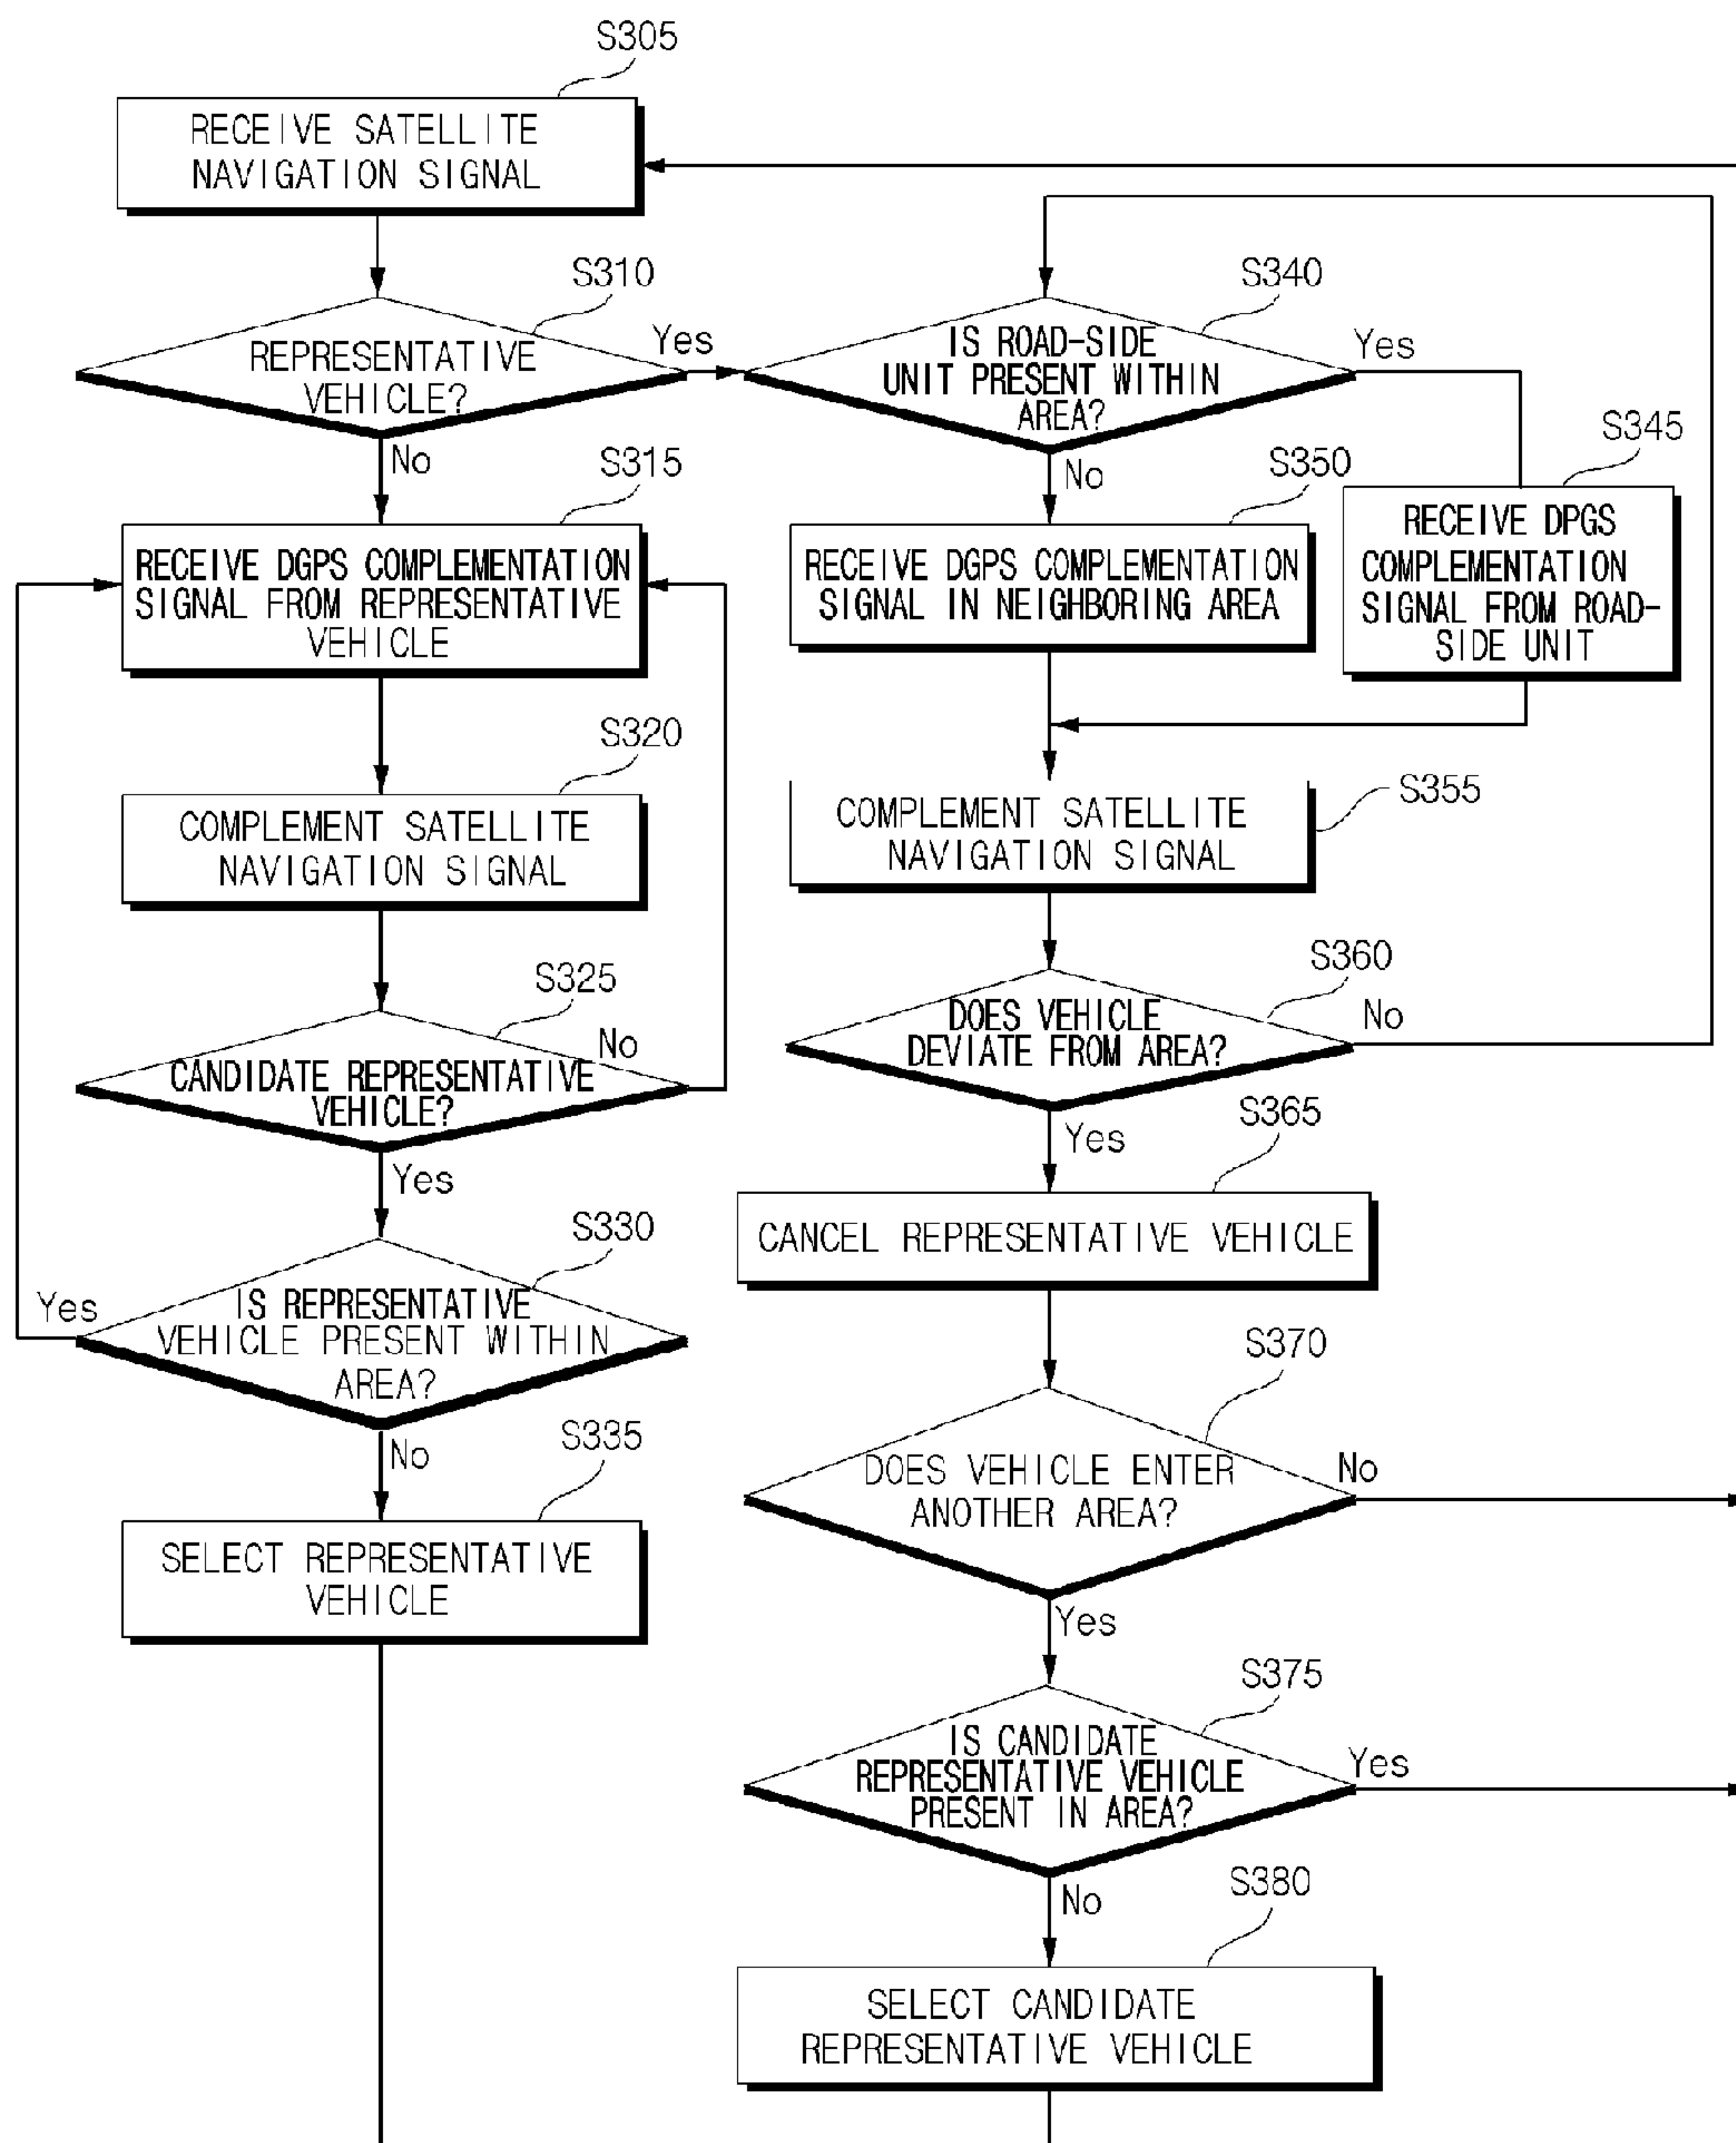 S305
RECEIVE SATELLITE
NAVIGATION SIGNAL
S310
REPRESENTATIVE
VEHICLE?
Yes
No
S315
RECEIVE DGPS COMPLEMENTATION
SIGNAL FROM REPRESENTATIVE
VEHICLE
S320
COMPLEMENT SATELLITE
NAVIGATION SIGNAL
S325
CANDIDATE REPRESENTATIVE
VEHICLE?
No
Yes
S330
IS REPRESENTATIVE
VEHICLE PRESENT WITHIN
AREA?
Yes
No
S335
SELECT REPRESENTATIVE
VEHICLE
S340
IS ROAD-SIDE
UNIT PRESENT WITHIN
AREA?
Yes
No
S345
RECEIVE DPGS
COMPLEMENTATION
SIGNAL FROM ROAD-
SIDE UNIT
S350
RECEIVE DGPS COMPLEMENTATION
SIGNAL IN NEIGHBORING AREA
S355
COMPLEMENT SATELLITE
NAVIGATION SIGNAL
S360
DOES VEHICLE
DEVIATE FROM AREA?
No
Yes
S365
CANCEL REPRESENTATIVE VEHICLE
S370
DOES VEHICLE ENTER
ANOTHER AREA?
No
Yes
S375
IS CANDIDATE
REPRESENTATIVE VEHICLE
PRESENT IN AREA?
Yes
No
S380
SELECT CANDIDATE
REPRESENTATIVE VEHICLE